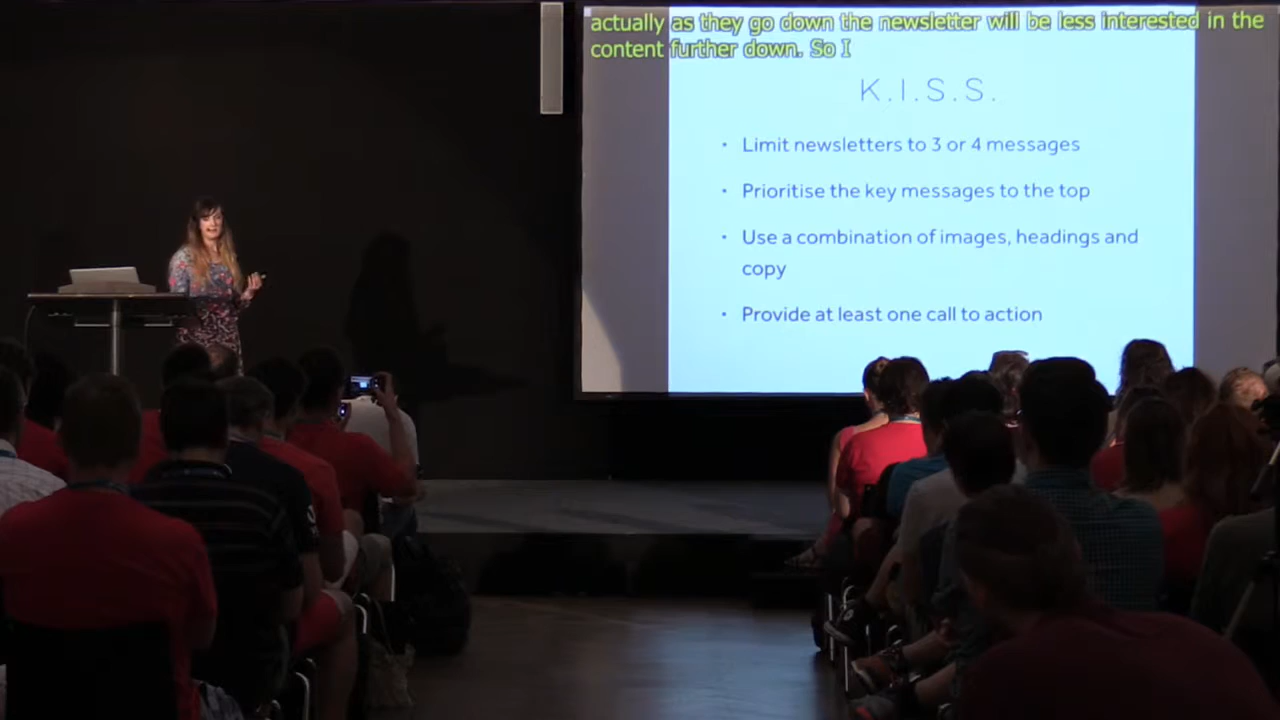 actually as they go down the newsletter will be less interested in the
content further down. So I
K.I.S.S.
• Limit newsletters to 3 or 4 messages
• Prioritise the key messages to the top
• Use a combination of images, headings and
copy
• Provide at least one call to action